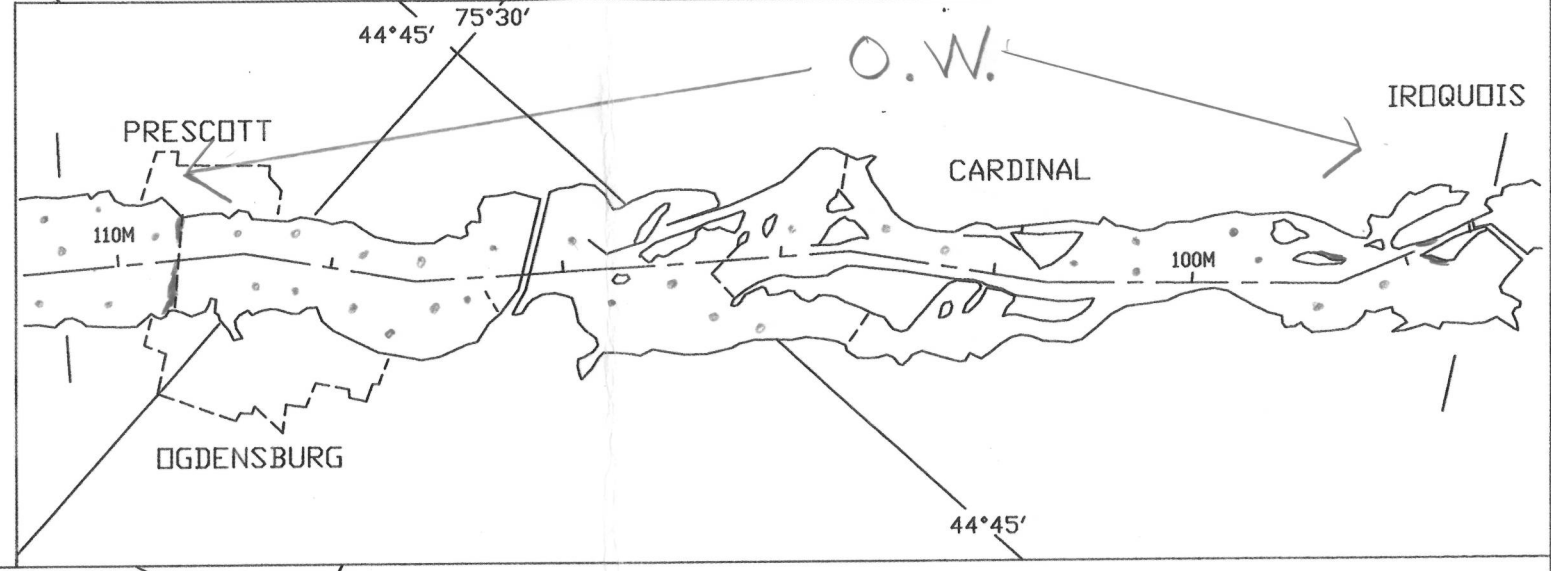 75°30′
44°45′
O.W.
IROQUOIS
PRESCOTT
CARDINAL
110M
100M
OGDENSBURG
44°45′